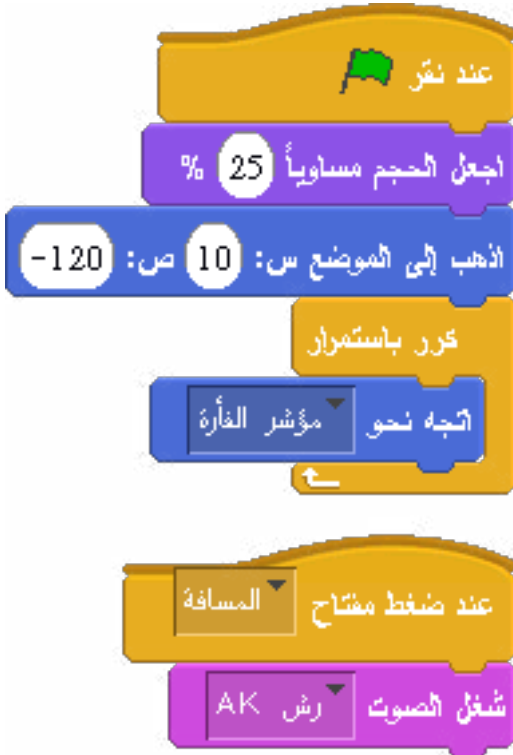 عند نقر
اجعل الحجم مساوياً 25 %
اذهب إلى الموضع س: 10 ص: -120
كرر باستمرار
اتجه نحو مؤشر الفأرة
عند ضغط مفتاح المسافة
شغل الصوت رش AK